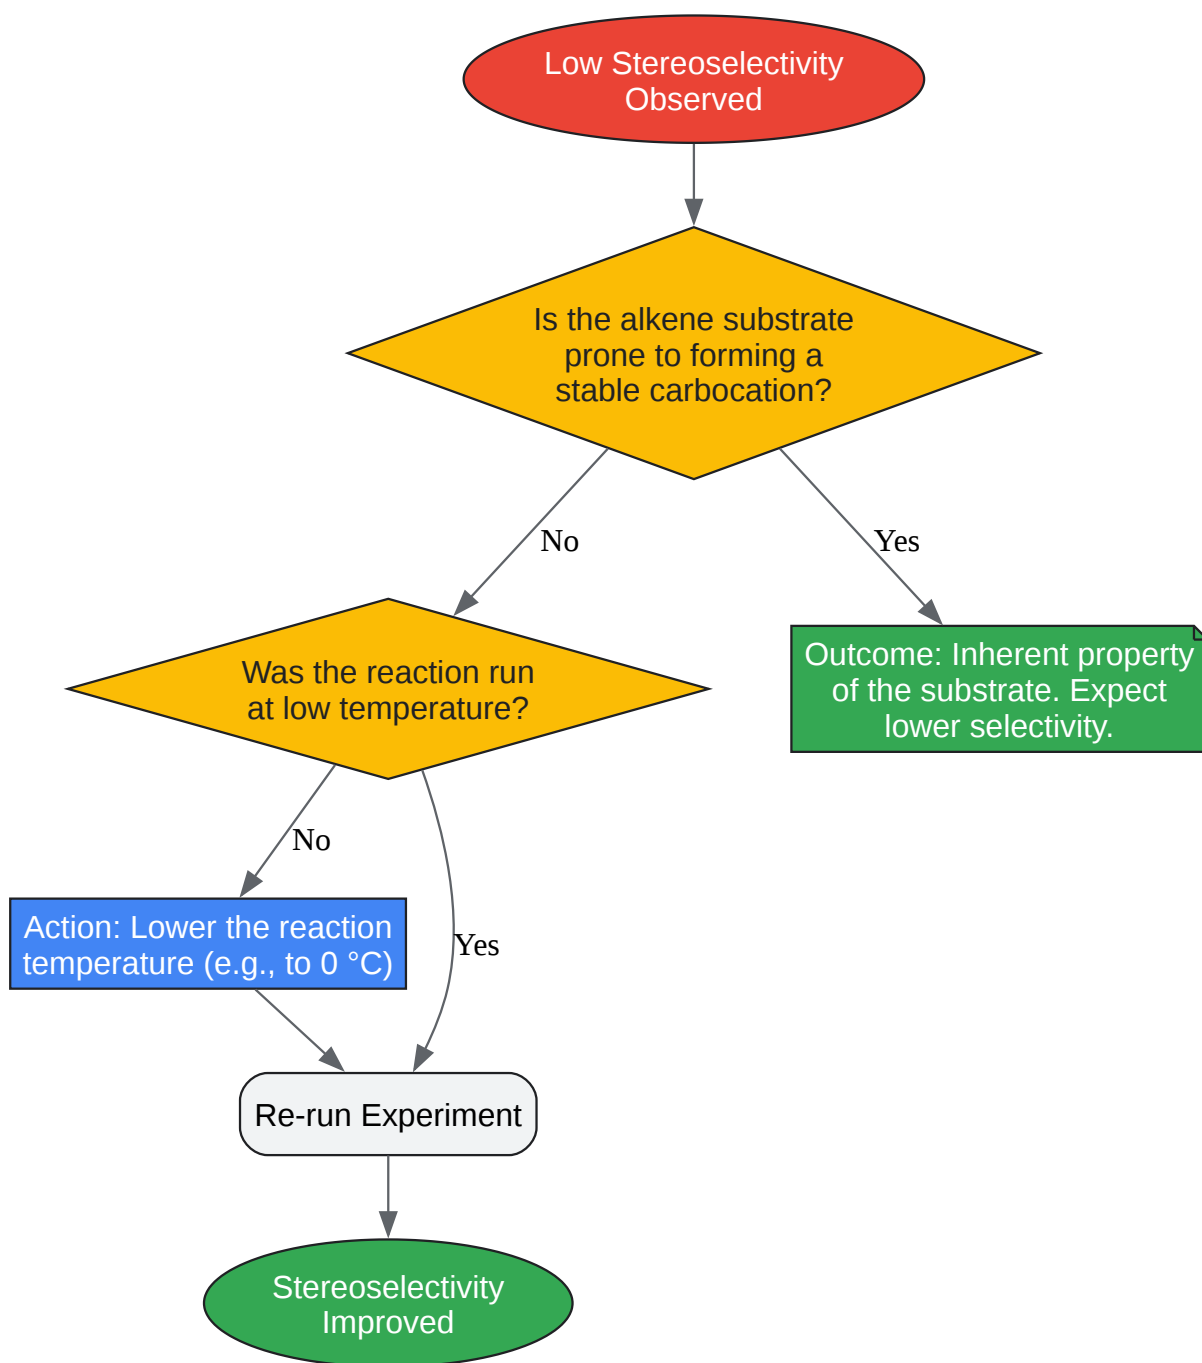 Low Stereoselectivity
Observed
Is the alkene substrate
prone to forming a
stable carbocation?
No
Yes
Was the reaction run
at low temperature?
Outcome: Inherent property
of the substrate. Expect
lower selectivity.
No
Yes
Action: Lower the reaction
temperature (e.g., to 0 °C)
Re-run Experiment
Stereoselectivity
Improved